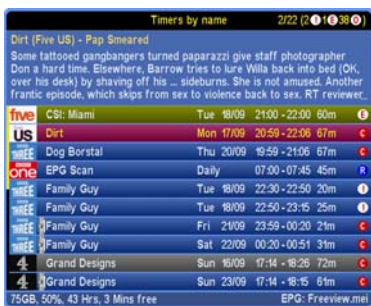 Timers by name 2/22 (2 I 1 E 38 O)
Dirt (Five US) - Pap Smeared
Some tattooed gangbangers turned paparazzi give staff photographer
Don a hard time. Elsewhere, Barrow tries to lure Willa back into bed (OK,
over his desk) by shaving off his ... sideburns. She is not amused. Another
frantic episode, which skips from sex to violence back to sex. RT reviewer
five CSI: Miami Tue 18/09 21:00 - 22:00 60m E
US Dirt Mon 17/09 20:59 - 22:06 67m C
THREE Dog Borstal Thu 20/09 19:59 - 21:06 67m C
one EPG Scan Daily 07:00 - 07:45 45m R
THREE Family Guy Tue 18/09 22:30 - 22:50 20m I
THREE Family Guy Tue 18/09 22:50 - 23:15 25m I
THREE Family Guy Fri 21/09 23:59 - 00:20 21m C
THREE Family Guy Sat 22/09 00:20 - 00:51 31m C
4 Grand Designs Sun 16/09 17:14 - 18:26 72m C
4 Grand Designs Sun 23/09 17:14 - 18:15 61m C
75GB, 50%, 43 Hrs, 3 Mins free EPG: Freeview.mei